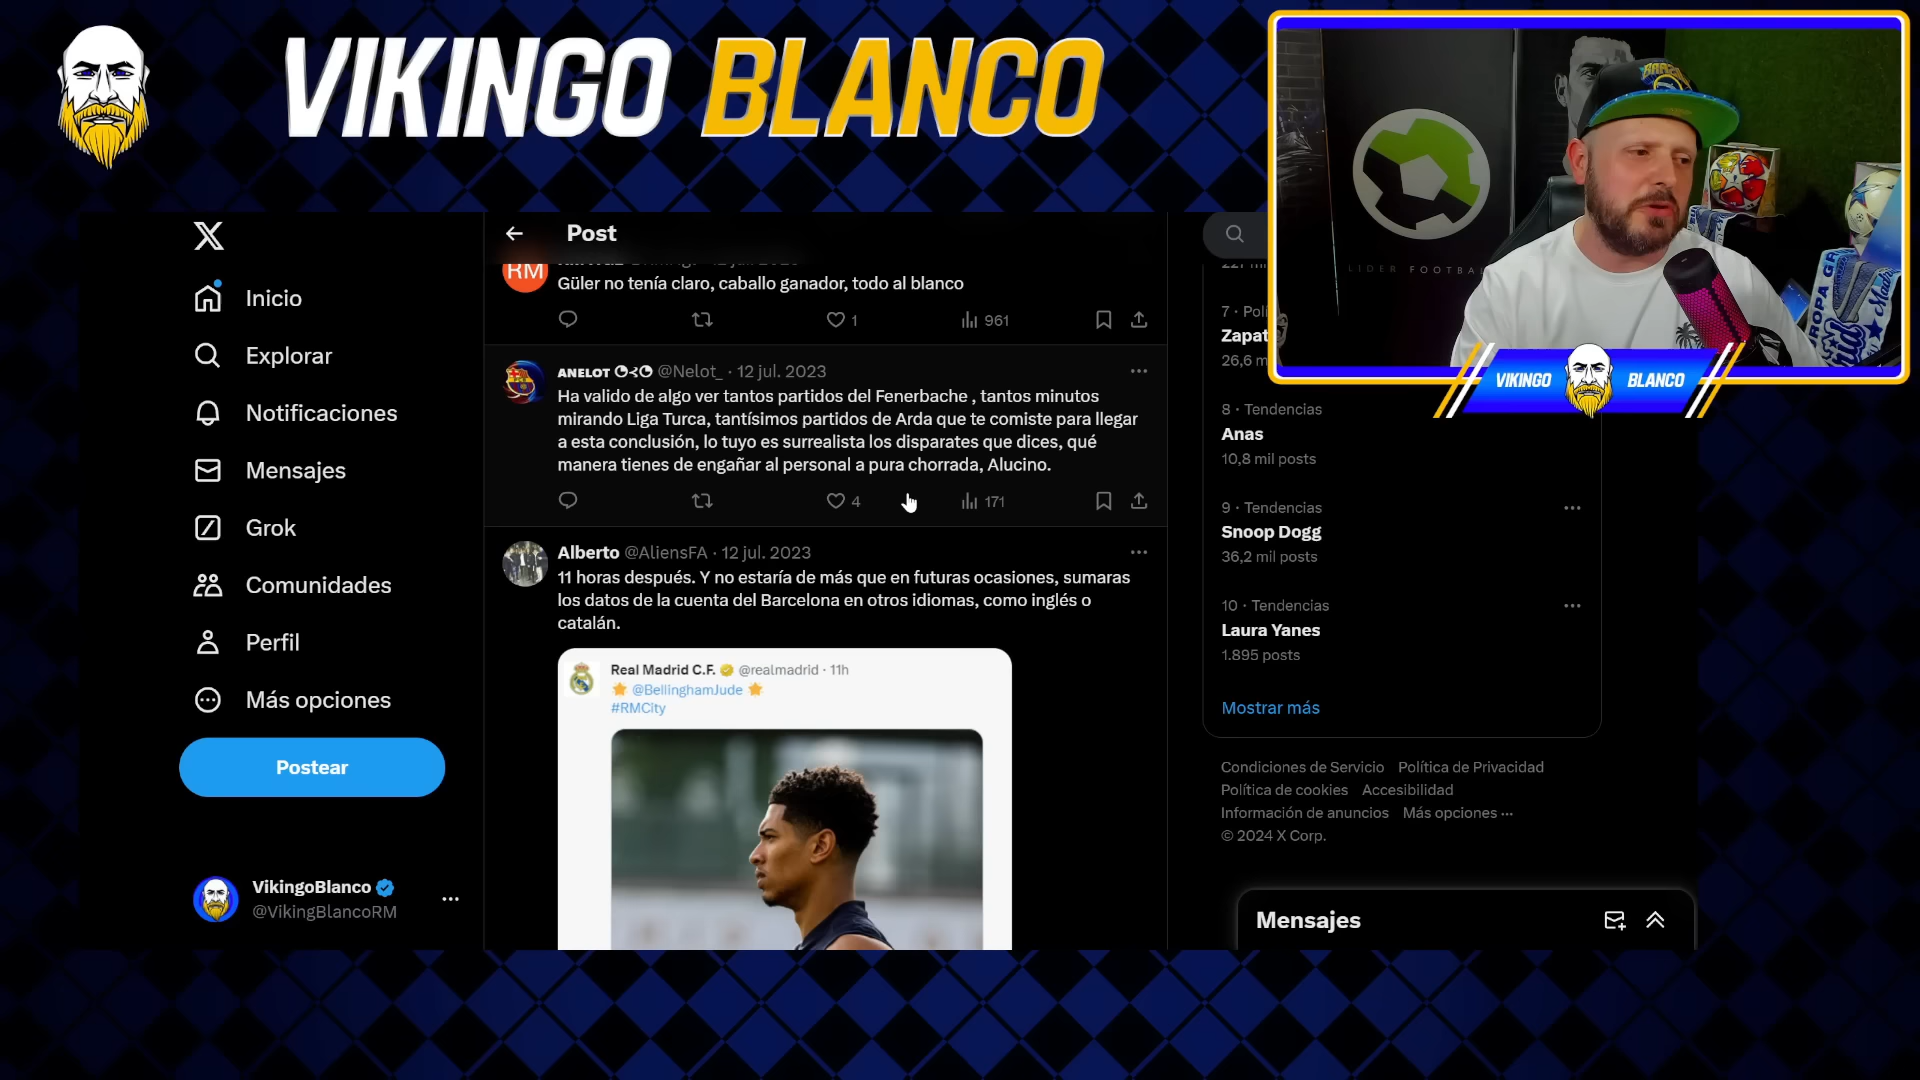 VIKINGO BLANCO
BRAZIL
LIDER FOOTBAL
VIKINGO BLANCO
Inicio
Explorar
Notificaciones
Mensajes
Grok
Comunidades
Perfil
Más opciones
Postear
VikingoBlanco
@VikingBlancoRM
Post
RM
Güler no tenía claro, caballo ganador, todo al blanco
1
961
ANELOT @Nelot_ · 12 jul. 2023
Ha valido de algo ver tantos partidos del Fenerbache , tantos minutos
mirando Liga Turca, tantísimos partidos de Arda que te comiste para llegar
a esta conclusión, lo tuyo es surrealista los disparates que dices, qué
manera tienes de engañar al personal a pura chorrada, Alucino.
4
171
Alberto @AliensFA · 12 jul. 2023
11 horas después. Y no estaría de más que en futuras ocasiones, sumaras
los datos de la cuenta del Barcelona en otros idiomas, como inglés o
catalán.
Real Madrid C.F. @realmadrid · 11h
@BellinghamJude
#RMCity
7 · Polí
Zapat
26,6 m
8 · Tendencias
Anas
10,8 mil posts
9 · Tendencias
Snoop Dogg
36,2 mil posts
10 · Tendencias
Laura Yanes
1.895 posts
Mostrar más
Condiciones de Servicio Política de Privacidad
Política de cookies Accesibilidad
Información de anuncios Más opciones ···
© 2024 X Corp.
Mensajes